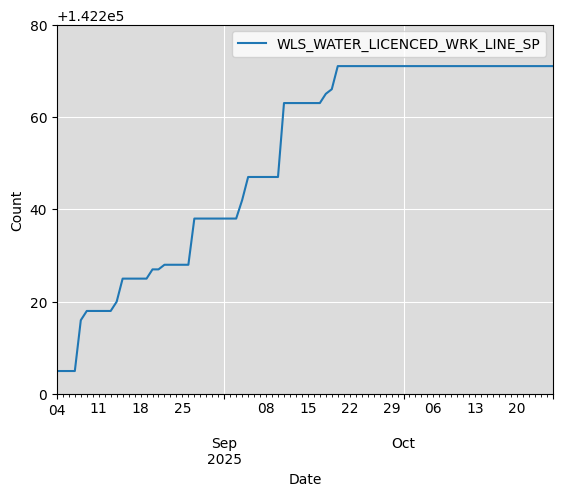 +1.422e5
WLS_WATER_LICENCED_WRK_LINE_SP
80
60
40
20
0
Count
04 11 18 25 08 15 22 29 06 13 20
Sep Oct
2025
Date